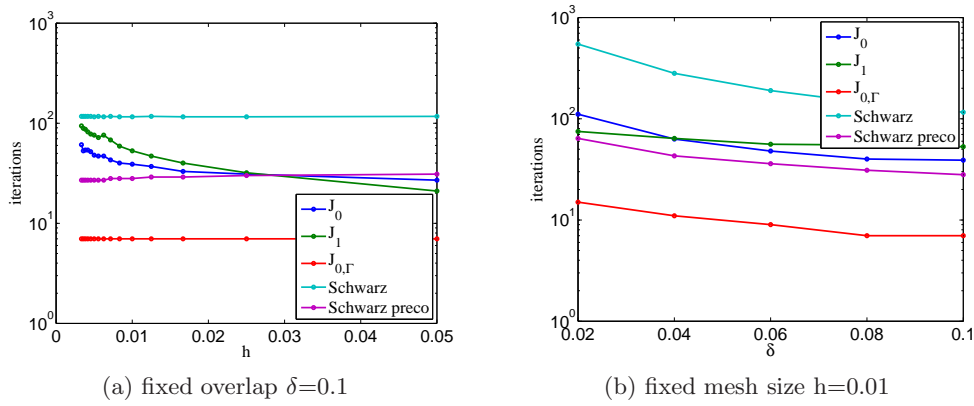 10^3
10^2
10^1
10^0
iterations
0
0.01
0.02
0.03
0.04
0.05
h
J_0
J_1
J_{0,Γ}
Schwarz
Schwarz preco
(a) fixed overlap δ=0.1
10^3
10^2
10^1
10^0
iterations
0.02
0.04
0.06
0.08
0.1
δ
J_0
J_1
J_{0,Γ}
Schwarz
Schwarz preco
(b) fixed mesh size h=0.01